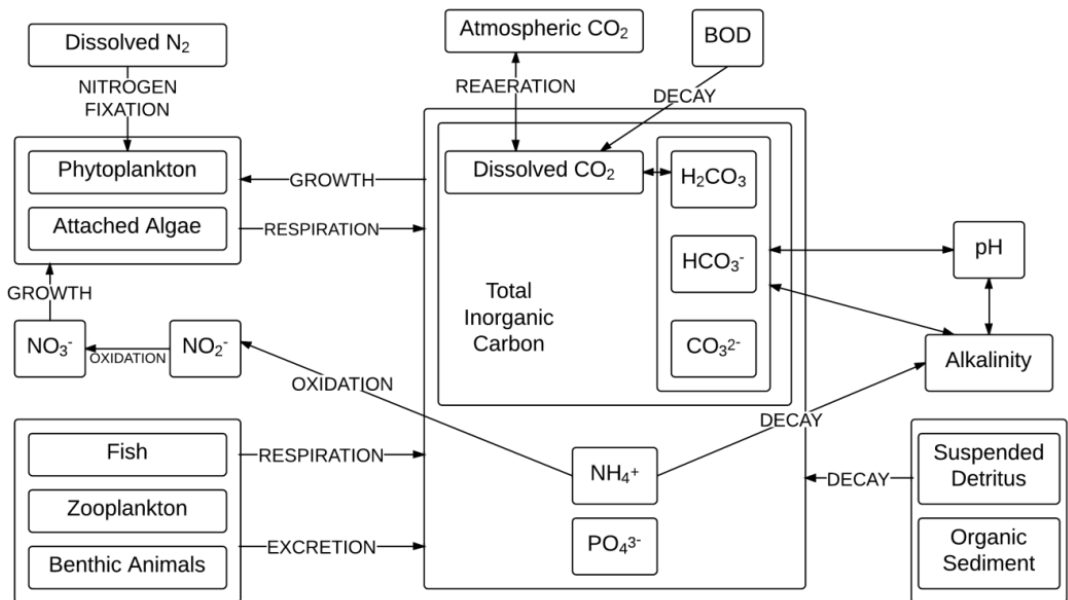 Dissolved N₂
Atmospheric CO₂
BOD
NITROGEN
FIXATION
REAERATION
DECAY
Phytoplankton
Attached Algae
GROWTH
RESPIRATION
Dissolved CO₂
H₂CO₃
HCO₃⁻
CO₃²⁻
Total
Inorganic
Carbon
pH
Alkalinity
GROWTH
NO₃⁻
OXIDATION
NO₂⁻
OXIDATION
DECAY
Fish
Zooplankton
Benthic Animals
RESPIRATION
EXCRETION
NH₄⁺
PO₄³⁻
DECAY
Suspended
Detritus
Organic
Sediment